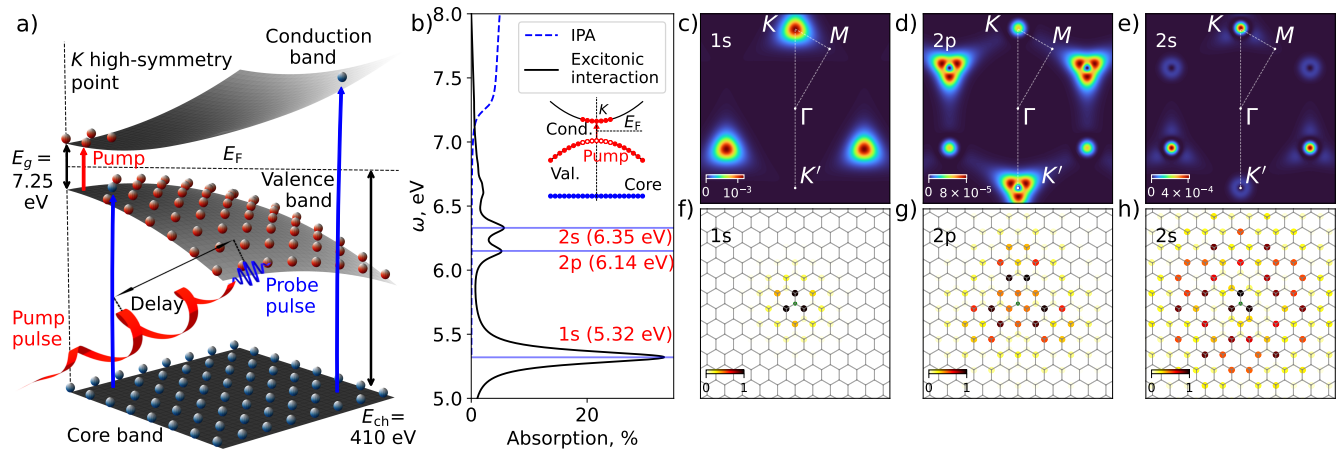 a)
K high-symmetry
point
Conduction
band
E_g =
7.25
eV
Pump
E_F
Valence
band
Delay
Probe
pulse
Pump
pulse
Core band
E_ch=
410 eV
b)
8.0
7.5
7.0
6.5
6.0
5.5
5.0
ω, eV
0
20
Absorption, %
IPA
Excitonic
interaction
K
Cond.
E_F
Pump
Val.
Core
2s (6.35 eV)
2p (6.14 eV)
1s (5.32 eV)
c)
1s
K
M
Γ
K′
0 10⁻³
d)
2p
K
M
Γ
K′
0 8 × 10⁻⁵
e)
2s
K
M
Γ
K′
0 4 × 10⁻⁴
f)
1s
0 1
g)
2p
0 1
h)
2s
0 1